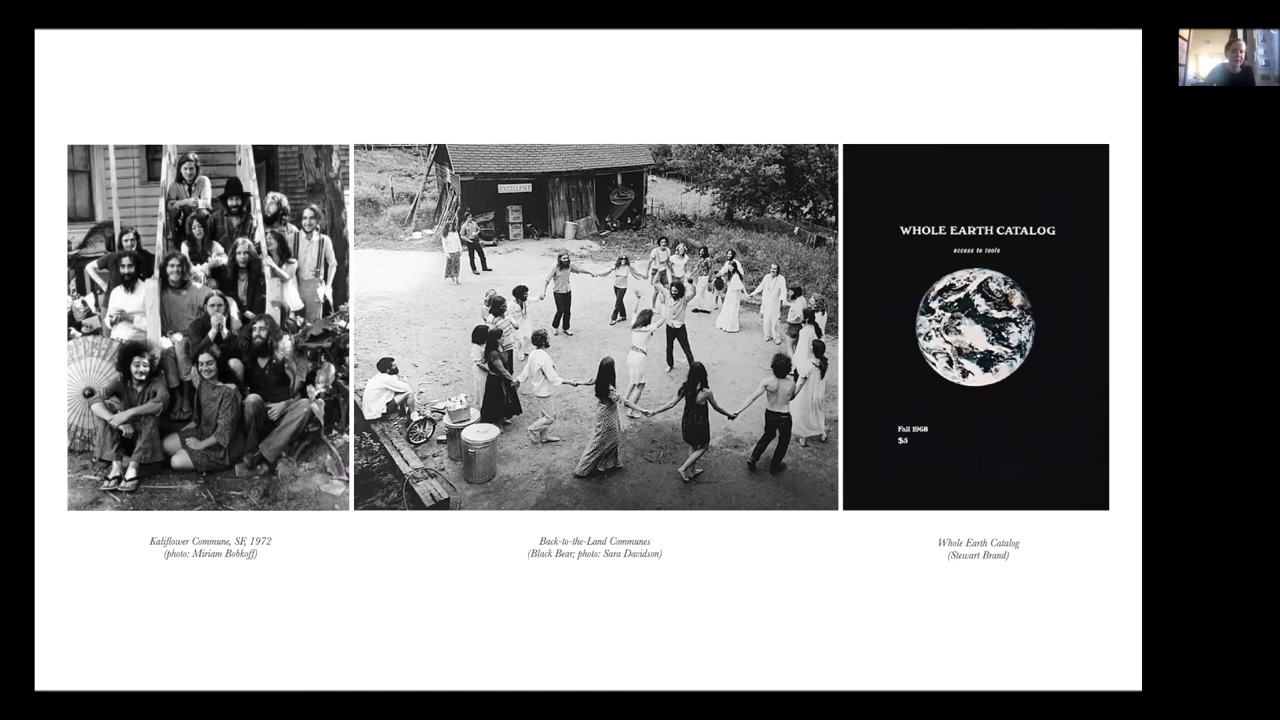 EXCELLENT
WHOLE EARTH CATALOG
access to tools
Fall 1968
$5
Kaliflower Commune, SF, 1972
(photo: Miriam Bobkoff)
Back-to-the-Land Communes
(Black Bear; photo: Sara Davidson)
Whole Earth Catalog
(Stewart Brand)